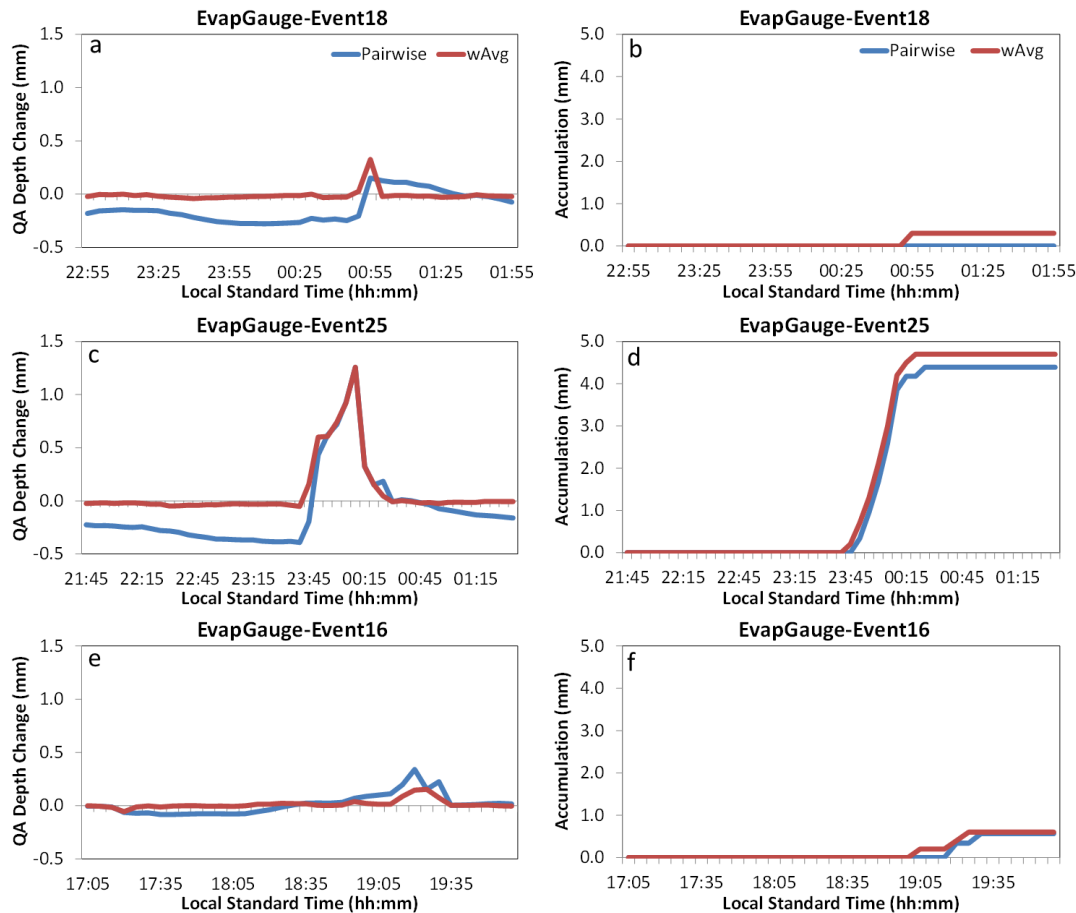 EvapGauge-Event18
a
Pairwise wAvg
QA Depth Change (mm)
1.5
1.0
0.5
0.0
-0.5
22:55 23:25 23:55 00:25 00:55 01:25 01:55
Local Standard Time (hh:mm)
EvapGauge-Event18
b
Pairwise wAvg
Accumulation (mm)
5.0
4.0
3.0
2.0
1.0
0.0
22:55 23:25 23:55 00:25 00:55 01:25 01:55
Local Standard Time (hh:mm)
EvapGauge-Event25
c
QA Depth Change (mm)
1.5
1.0
0.5
0.0
-0.5
21:45 22:15 22:45 23:15 23:45 00:15 00:45 01:15
Local Standard Time (hh:mm)
EvapGauge-Event25
d
Accumulation (mm)
5.0
4.0
3.0
2.0
1.0
0.0
21:45 22:15 22:45 23:15 23:45 00:15 00:45 01:15
Local Standard Time (hh:mm)
EvapGauge-Event16
e
QA Depth Change (mm)
1.5
1.0
0.5
0.0
-0.5
17:05 17:35 18:05 18:35 19:05 19:35
Local Standard Time (hh:mm)
EvapGauge-Event16
f
Accumulation (mm)
5.0
4.0
3.0
2.0
1.0
0.0
17:05 17:35 18:05 18:35 19:05 19:35
Local Standard Time (hh:mm)